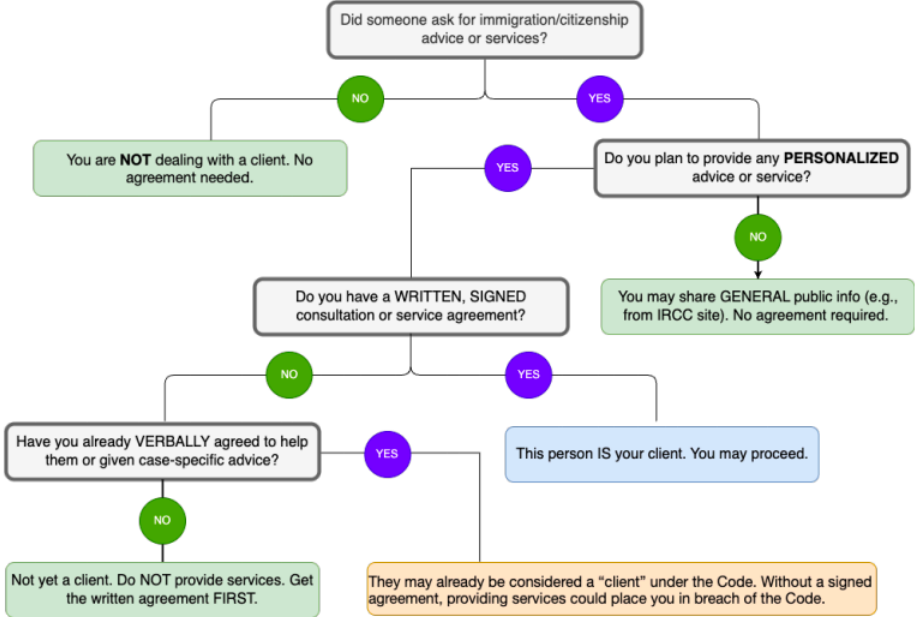 Did someone ask for immigration/citizenship
advice or services?
NO
YES
You are NOT dealing with a client. No
agreement needed.
YES
Do you plan to provide any PERSONALIZED
advice or service?
NO
Do you have a WRITTEN, SIGNED
consultation or service agreement?
You may share GENERAL public info (e.g.,
from IRCC site). No agreement required.
NO
YES
Have you already VERBALLY agreed to help
them or given case-specific advice?
YES
This person IS your client. You may proceed.
NO
Not yet a client. Do NOT provide services. Get
the written agreement FIRST.
They may already be considered a “client” under the Code. Without a signed
agreement, providing services could place you in breach of the Code.